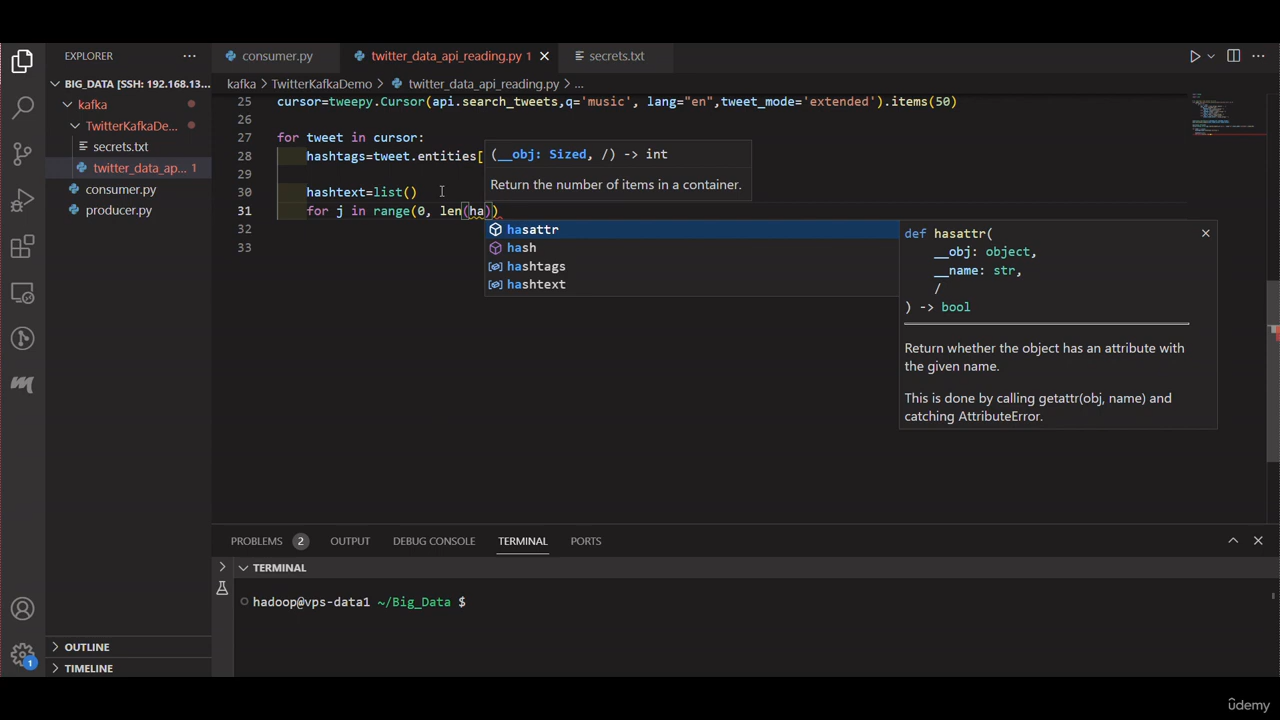 EXPLORER
BIG_DATA [SSH: 192.168.13...
kafka
TwitterKafkaDe...
secrets.txt
twitter_data_ap... 1
consumer.py
producer.py
OUTLINE
TIMELINE
1
consumer.py twitter_data_api_reading.py 1 secrets.txt
kafka > TwitterKafkaDemo > twitter_data_api_reading.py > ...
25 cursor=tweepy.Cursor(api.search_tweets,q='music', lang="en",tweet_mode='extended').items(50)
26
27 for tweet in cursor:
28 hashtags=tweet.entities[
29
30 hashtext=list()
31 for j in range(0, len(ha))
32
33
(__obj: Sized, /) -> int
Return the number of items in a container.
hasattr
hash
hashtags
hashtext
def hasattr(
__obj: object,
__name: str,
/
) -> bool
Return whether the object has an attribute with
the given name.
This is done by calling getattr(obj, name) and
catching AttributeError.
PROBLEMS 2 OUTPUT DEBUG CONSOLE TERMINAL PORTS
TERMINAL
hadoop@vps-data1 ~/Big_Data $
udemy